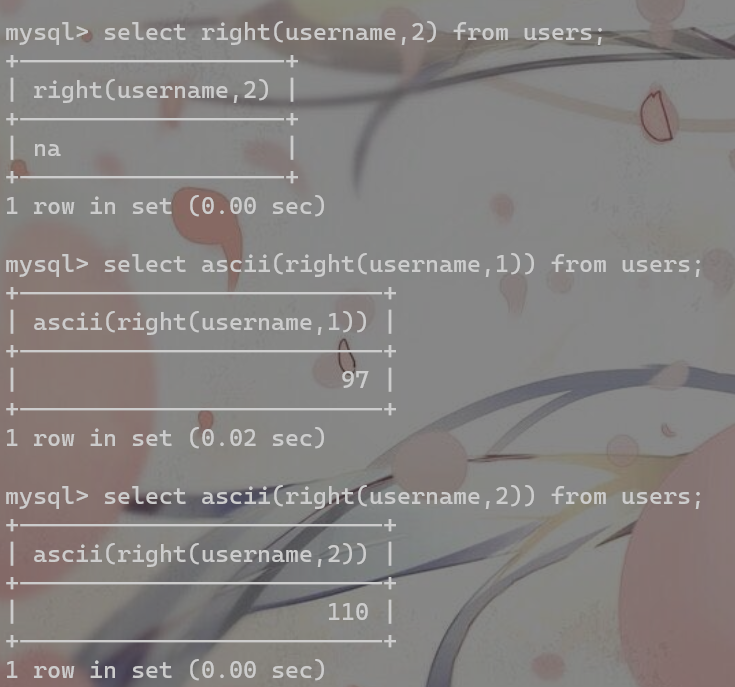 mysql> select right(username,2) from users;
+——————————————————+
| right(username,2) |
+——————————————————+
| na                |
+——————————————————+
1 row in set (0.00 sec)
mysql> select ascii(right(username,1)) from users;
+——————————————————————————+
| ascii(right(username,1)) |
+——————————————————————————+
|                       97 |
+——————————————————————————+
1 row in set (0.02 sec)
mysql> select ascii(right(username,2)) from users;
+——————————————————————————+
| ascii(right(username,2)) |
+——————————————————————————+
|                      110 |
+——————————————————————————+
1 row in set (0.00 sec)